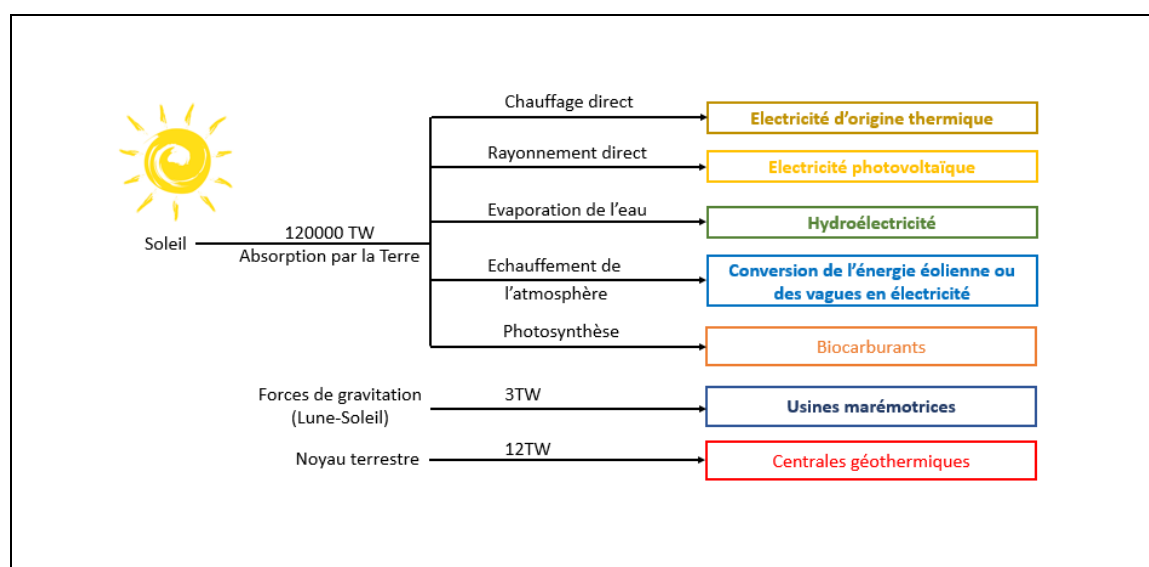 Chauffage direct
Electricité d'origine thermique
Rayonnement direct
Electricité photovoltaïque
Evaporation de l'eau
Hydroélectricité
Soleil
120000 TW
Absorption par la Terre
Echauffement de
l'atmosphère
Conversion de l'énergie éolienne ou
des vagues en électricité
Photosynthèse
Biocarburants
Forces de gravitation
(Lune-Soleil)
3TW
Usines marémotrices
Noyau terrestre
12TW
Centrales géothermiques